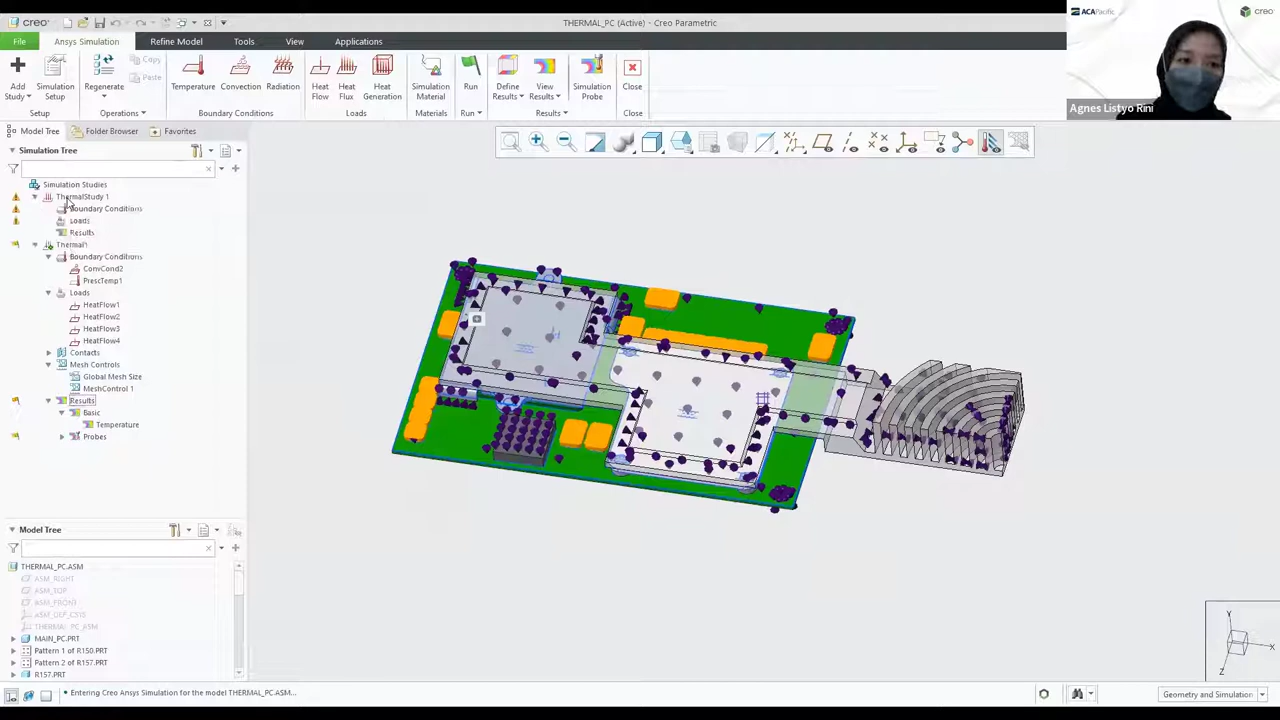 creo
THERMAL_PC (Active) - Creo Parametric
ACAPacific
creo
File
Ansys Simulation
Refine Model
Tools
View
Applications
Add Study
Simulation Setup
Regenerate
Copy
Paste
Temperature
Convection
Radiation
Heat Flow
Heat Flux
Heat Generation
Simulation Material
Run
Define Results
View Results
Simulation Probe
Close
Setup
Operations
Boundary Conditions
Loads
Materials
Run
Results
Close
Agnes Listyo Rini
Model Tree
Folder Browser
Favorites
Simulation Tree
Simulation Studies
ThermalStudy 1
Boundary Conditions
Loads
Results
Thermal1
Boundary Conditions
ConvCond2
PrescTemp1
Loads
HeatFlow1
HeatFlow2
HeatFlow3
HeatFlow4
Contacts
Mesh Controls
Global Mesh Size
MeshControl 1
Results
Basic
Temperature
Probes
Model Tree
THERMAL_PC.ASM
ASM_RIGHT
ASM_TOP
ASM_FRONT
ASM_DEF_CSYS
THERMAL_PC_ASM
MAIN_PC.PRT
Pattern 1 of R150.PRT
Pattern 2 of R157.PRT
R157.PRT
Y
X
Z
• Entering Creo Ansys Simulation for the model THERMAL_PC.ASM...
Geometry and Simulation